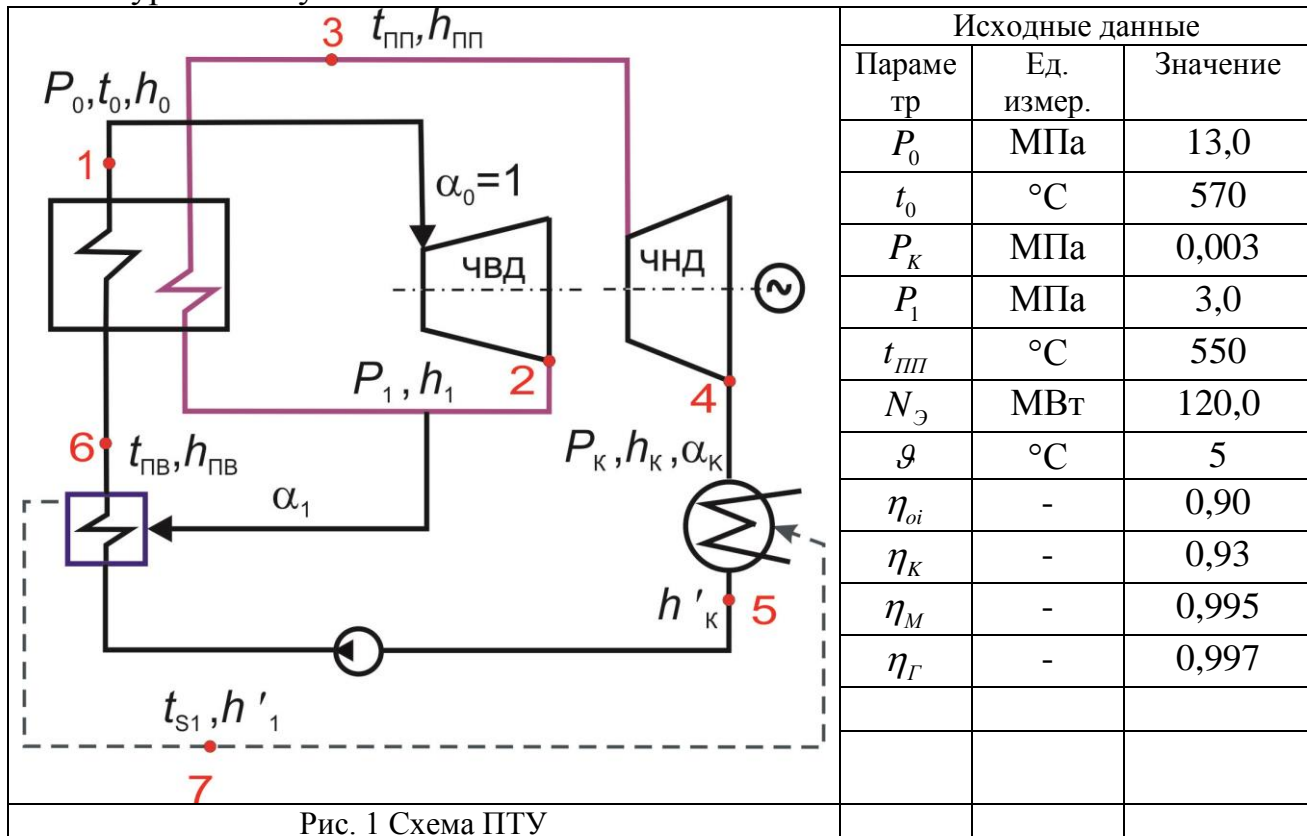 3
t_ПП, h_ПП
P_0, t_0, h_0
1
α_0=1
ЧВД
ЧНД
~
P_1, h_1
2
4
6
t_ПВ, h_ПВ
P_К, h_К, α_К
α_1
h'_К
5
t_S1, h'_1
7
Рис. 1 Схема ПТУ
Исходные данные
Параме Ед. Значение
тр измер.
P_0 МПа 13,0
t_0 °С 570
P_К МПа 0,003
P_1 МПа 3,0
t_ПП °С 550
N_Э МВт 120,0
ϑ °С 5
η_oi - 0,90
η_К - 0,93
η_М - 0,995
η_Г - 0,997